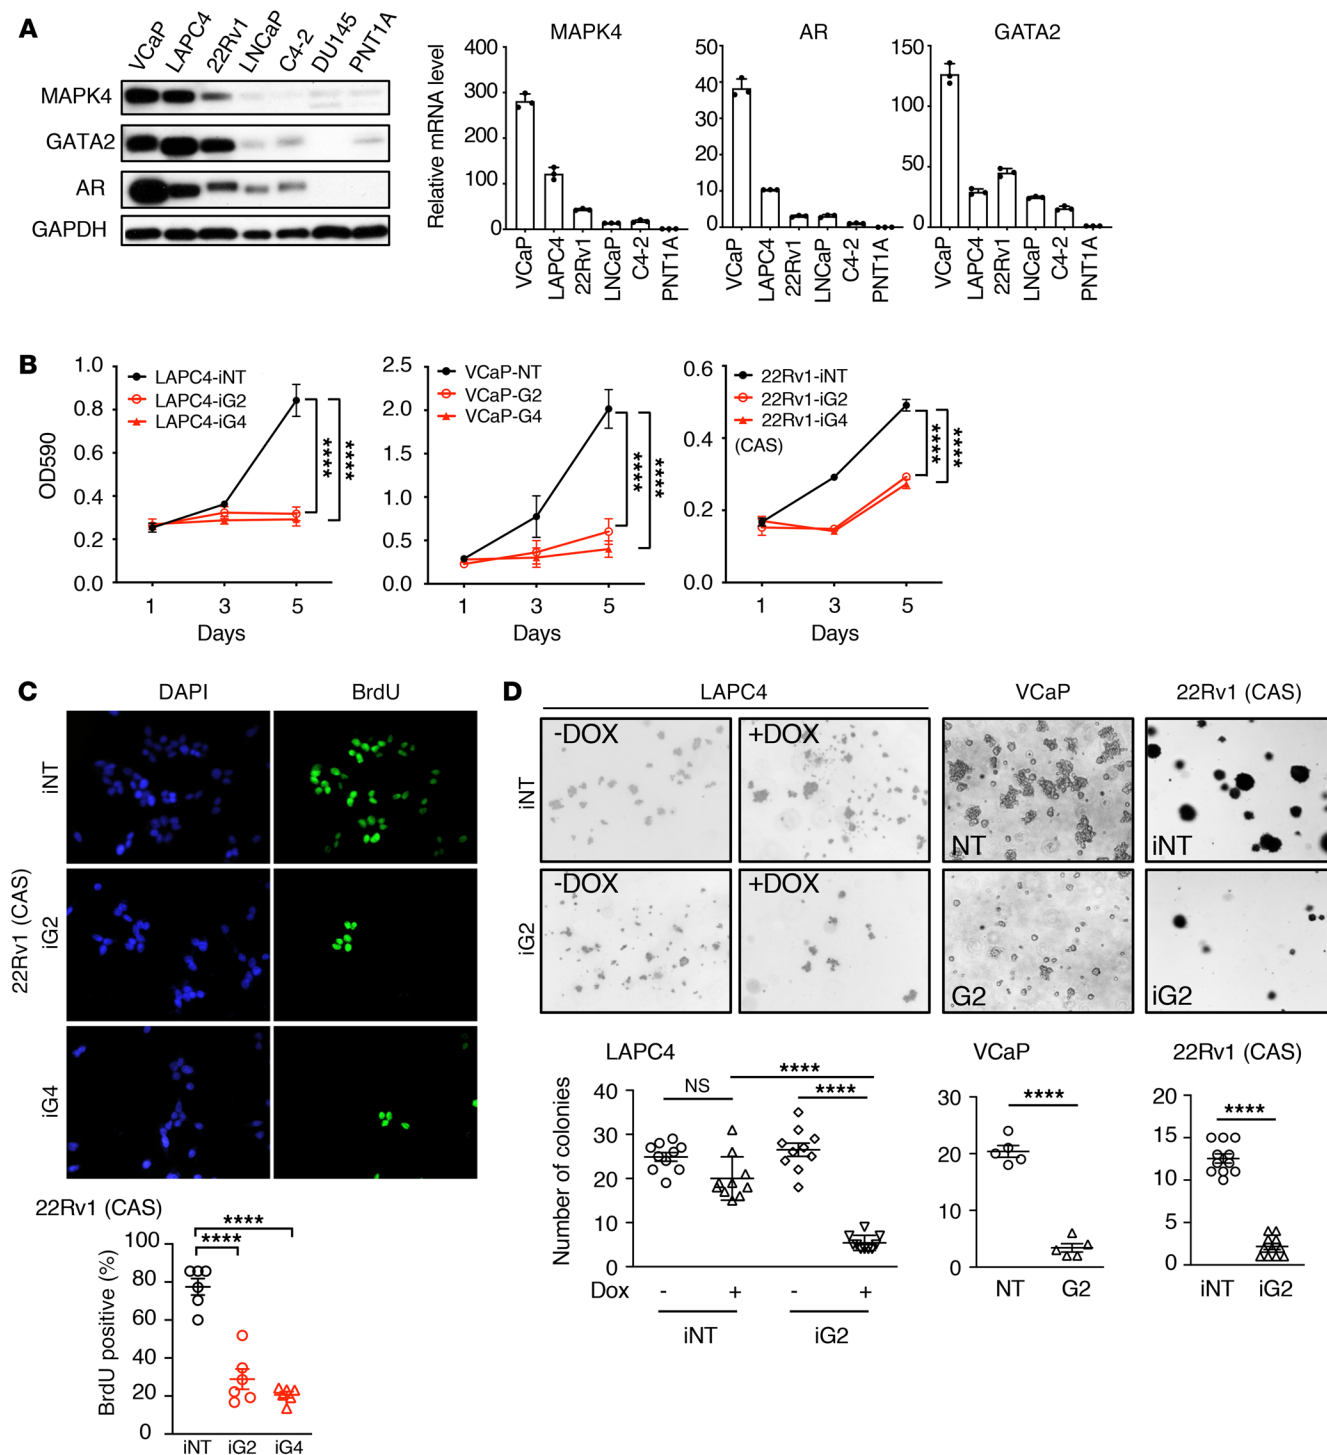 A
VCaP
LAPC4
22Rv1
LNCaP
C4-2
DU145
PNT1A
MAPK4
GATA2
AR
GAPDH
Relative mRNA level
MAPK4
400
300
200
100
0
VCaP
LAPC4
22Rv1
LNCaP
C4-2
PNT1A
AR
50
40
30
20
10
0
VCaP
LAPC4
22Rv1
LNCaP
C4-2
PNT1A
GATA2
150
100
50
0
VCaP
LAPC4
22Rv1
LNCaP
C4-2
PNT1A
B
OD590
1.0
0.8
0.6
0.4
0.2
0.0
LAPC4-iNT
LAPC4-iG2
LAPC4-iG4
****
****
1 3 5
Days
2.5
2.0
1.5
1.0
0.5
0.0
VCaP-NT
VCaP-G2
VCaP-G4
****
****
1 3 5
Days
0.6
0.4
0.2
0.0
22Rv1-iNT
22Rv1-iG2
22Rv1-iG4
(CAS)
****
****
1 3 5
Days
C
DAPI BrdU
22Rv1 (CAS)
iNT
iG2
iG4
22Rv1 (CAS)
BrdU positive (%)
100
80
60
40
20
0
****
****
iNT iG2 iG4
D
LAPC4 VCaP 22Rv1 (CAS)
iNT
-DOX +DOX
NT iNT
iG2
-DOX +DOX
G2 iG2
LAPC4
Number of colonies
40
30
20
10
0
NS
****
****
Dox - + - +
iNT iG2
VCaP
30
20
10
0
****
NT G2
22Rv1 (CAS)
20
15
10
5
0
****
iNT iG2